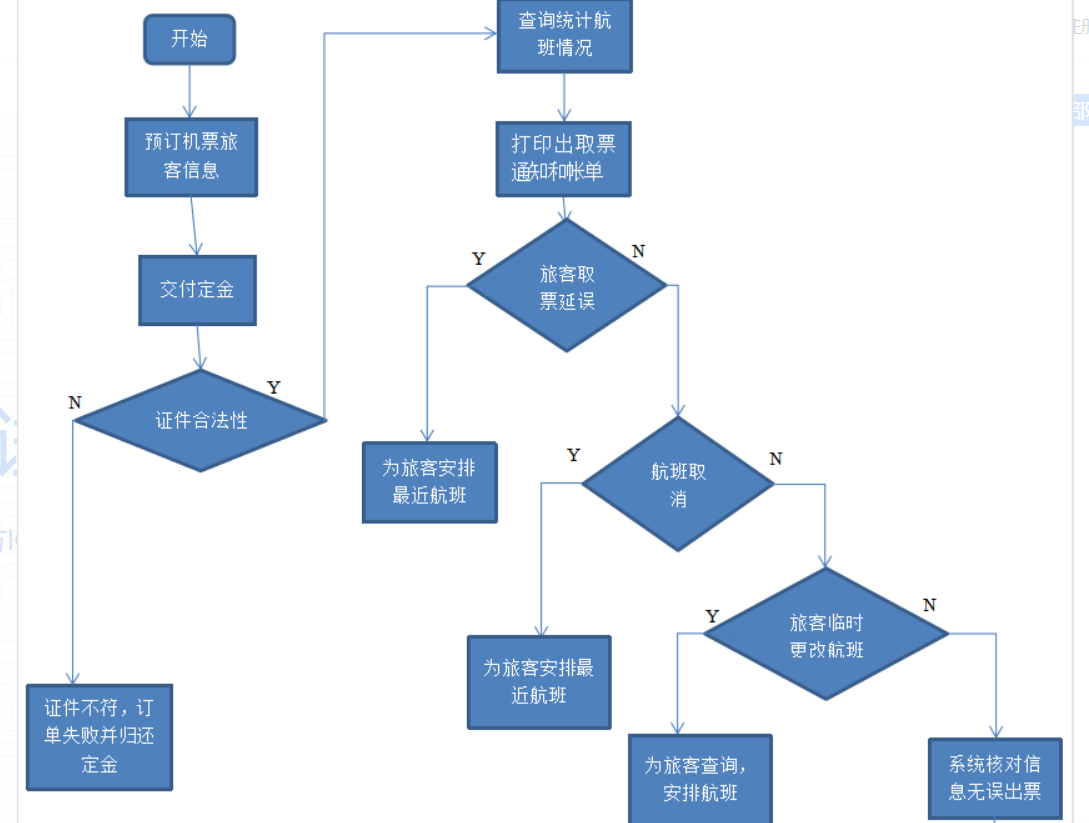 开始
预订机票旅
客信息
交付定金
N
Y
证件合法性
证件不符，订
单失败并归还
定金
查询统计航
班情况
打印出取票
通知和帐单
Y
N
旅客取
票延误
为旅客安排
最近航班
Y
N
航班取
消
为旅客安排最
近航班
Y
N
旅客临时
更改航班
为旅客查询，
安排航班
系统核对信
息无误出票
部